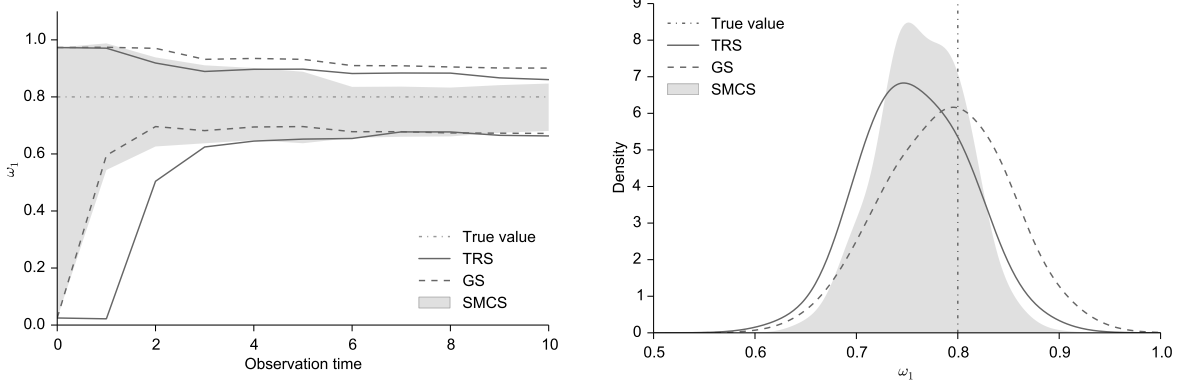 1.0
0.8
0.6
0.4
0.2
0.0
ω1
0 2 4 6 8 10
Observation time
True value
TRS
GS
SMCS
9
8
7
6
5
4
3
2
1
0
Density
0.5 0.6 0.7 0.8 0.9 1.0
ω1
True value
TRS
GS
SMCS